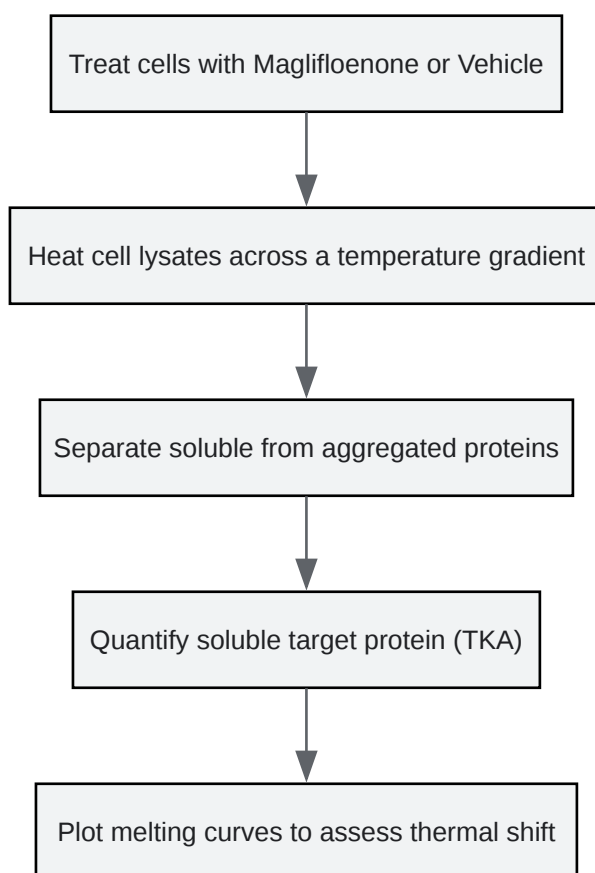 Treat cells with Maglifloenone or Vehicle
Heat cell lysates across a temperature gradient
Separate soluble from aggregated proteins
Quantify soluble target protein (TKA)
Plot melting curves to assess thermal shift